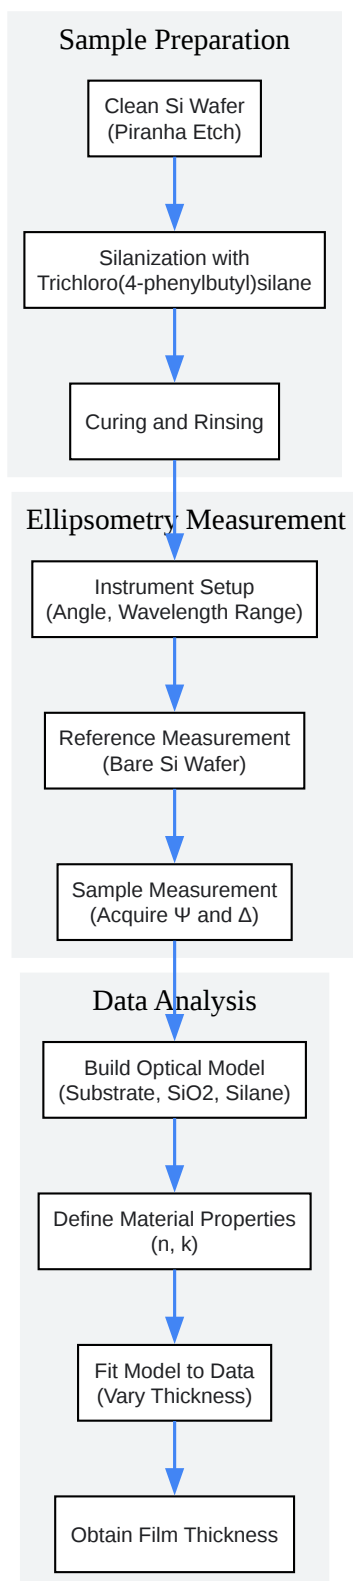 Sample Preparation
Clean Si Wafer
(Piranha Etch)
Silanization with
Trichloro(4-phenylbutyl)silane
Curing and Rinsing
Ellipsometry Measurement
Instrument Setup
(Angle, Wavelength Range)
Reference Measurement
(Bare Si Wafer)
Sample Measurement
(Acquire Ψ and Δ)
Data Analysis
Build Optical Model
(Substrate, SiO2, Silane)
Define Material Properties
(n, k)
Fit Model to Data
(Vary Thickness)
Obtain Film Thickness